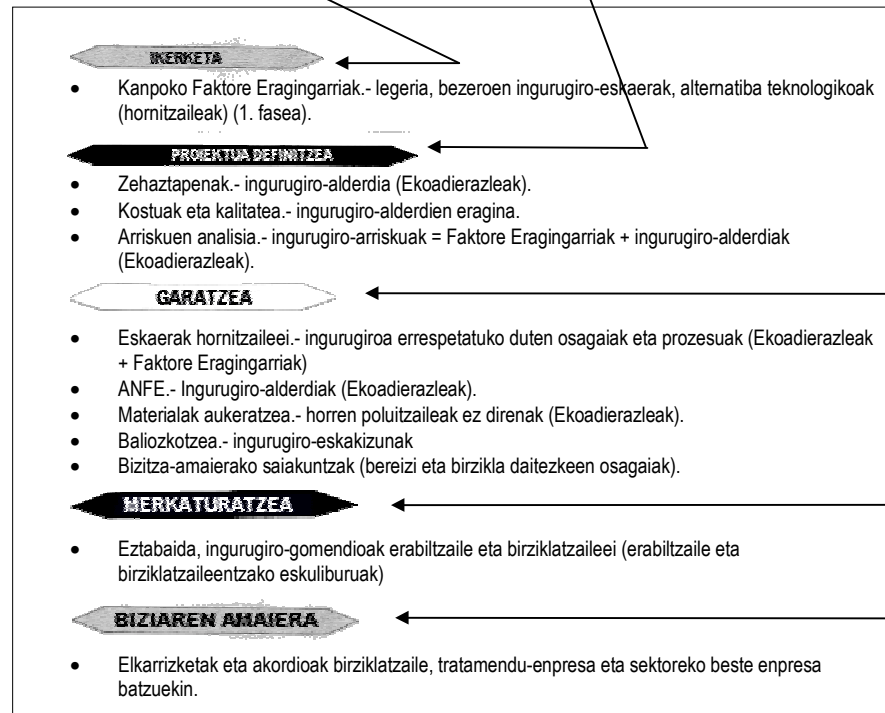 IKERKETA
• Kanpoko Faktore Eragingarriak.- legeria, bezeroen ingurugiro-eskaerak, alternatiba teknologikoak
(hornitzaileak) (1. fasea).
PROIEKTUA DEFINITZEA
• Zehaztapenak.- ingurugiro-alderdia (Ekoadierazleak).
• Kostuak eta kalitatea.- ingurugiro-alderdien eragina.
• Arriskuen analisia.- ingurugiro-arriskuak = Faktore Eragingarriak + ingurugiro-alderdiak
(Ekoadierazleak).
GARATZEA
• Eskaerak hornitzaileei.- ingurugiroa errespetatuko duten osagaiak eta prozesuak (Ekoadierazleak
+ Faktore Eragingarriak)
• ANFE.- Ingurugiro-alderdiak (Ekoadierazleak).
• Materialak aukeratzea.- horren poluitzaileak ez direnak (Ekoadierazleak).
• Baliozkotzea.- ingurugiro-eskakizunak
• Bizitza-amaierako saiakuntzak (bereizi eta birzikla daitezkeen osagaiak).
MERKATURATZEA
• Eztabaida, ingurugiro-gomendioak erabiltzaile eta birziklatzaileei (erabiltzaile eta
birziklatzaileentzako eskuliburuak)
BIZIAREN AMAIERA
• Elkarrizketak eta akordioak birziklatzaile, tratamendu-enpresa eta sektoreko beste enpresa
batzuekin.